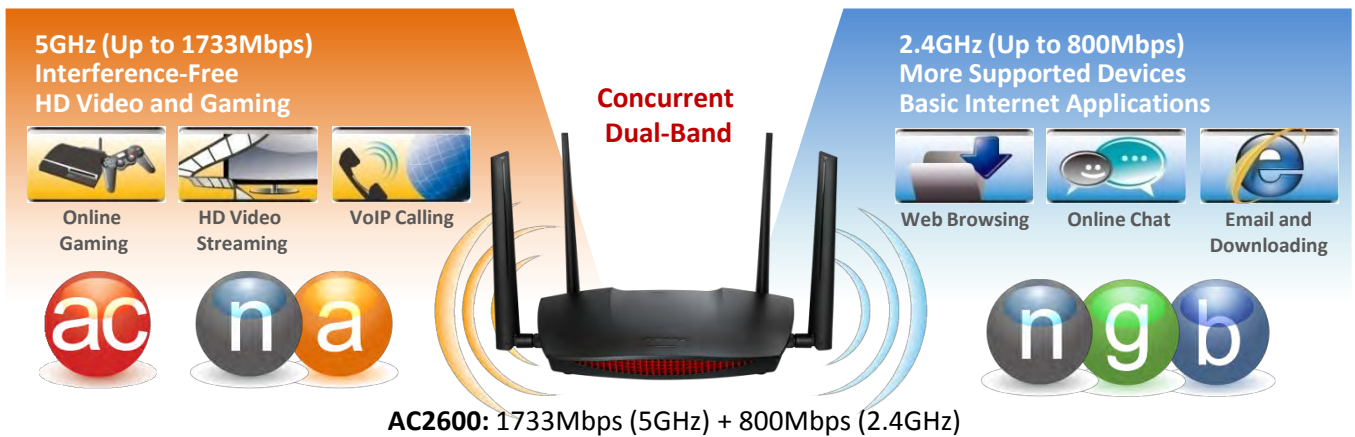 5GHz (Up to 1733Mbps)
Interference-Free
HD Video and Gaming
Online
Gaming
HD Video
Streaming
VoIP Calling
ac
n
a
Concurrent
Dual-Band
2.4GHz (Up to 800Mbps)
More Supported Devices
Basic Internet Applications
Web Browsing
Online Chat
Email and
Downloading
n
g
b
AC2600: 1733Mbps (5GHz) + 800Mbps (2.4GHz)